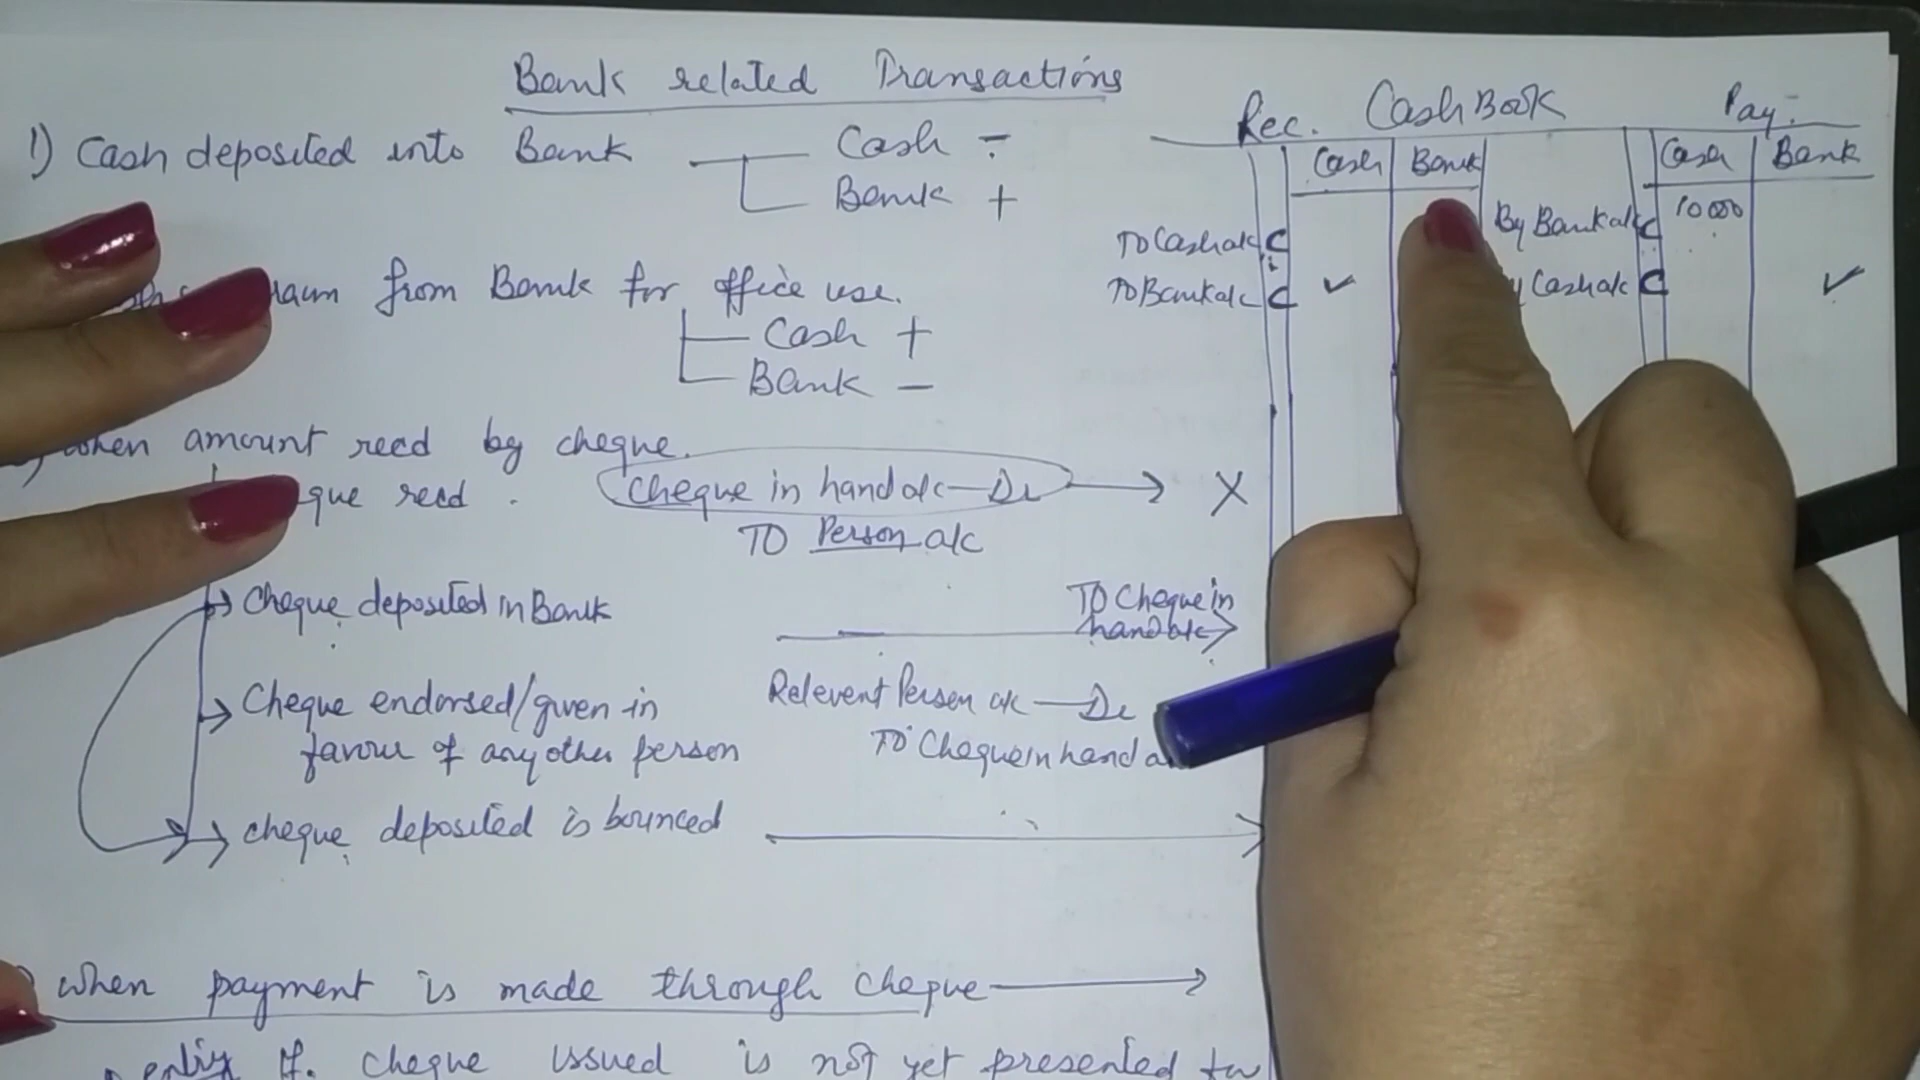 Bank related Transactions
1) Cash deposited into Bank
Cash -
Bank +
from Bank for office use.
Cash +
Bank -
when amount recd by cheque.
que recd.
Cheque in hand a/c - Dr
X
TO Person a/c
Cheque deposited in Bank
TO Cheque in
hand a/c
Cheque endorsed/given in
favour of any other person
Relevent Person a/c - Dr
TO Cheque in hand a
cheque deposited is bounced
when payment is made through cheque
entry if cheque issued is not yet presented
Rec. Cash Book Pay.
Cash Bank Cash Bank
TO Cash a/c C By Bank a/c C 10000
TO Bank a/c C ✓ y Cash a/c C ✓